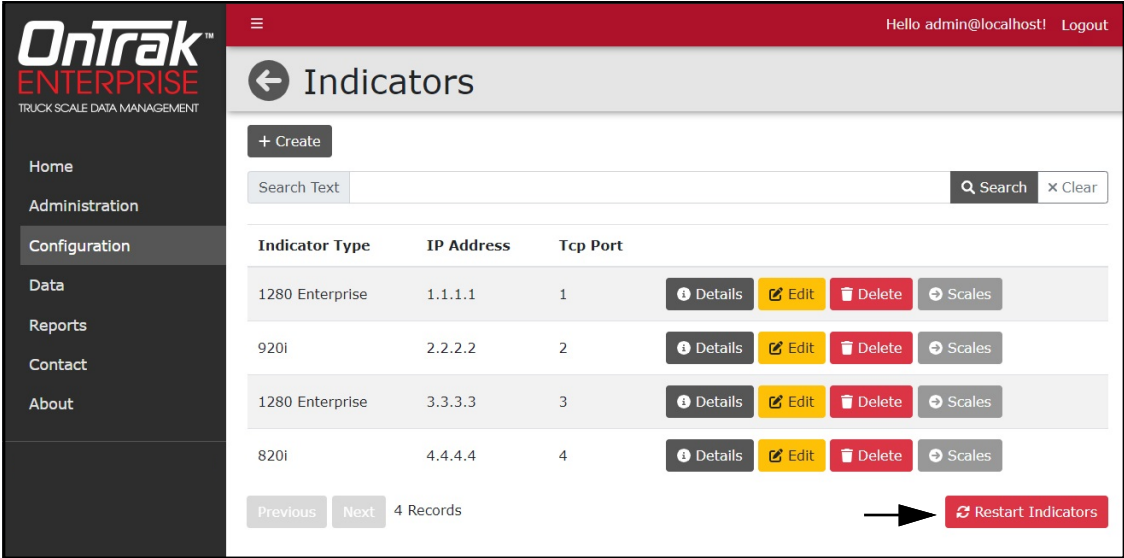 OnTrak™
ENTERPRISE
TRUCK SCALE DATA MANAGEMENT
Home
Administration
Configuration
Data
Reports
Contact
About
Hello admin@localhost! Logout
Indicators
+ Create
Search Text Search × Clear
Indicator Type IP Address Tcp Port
1280 Enterprise 1.1.1.1 1 Details Edit Delete Scales
920i 2.2.2.2 2 Details Edit Delete Scales
1280 Enterprise 3.3.3.3 3 Details Edit Delete Scales
820i 4.4.4.4 4 Details Edit Delete Scales
Previous Next 4 Records Restart Indicators